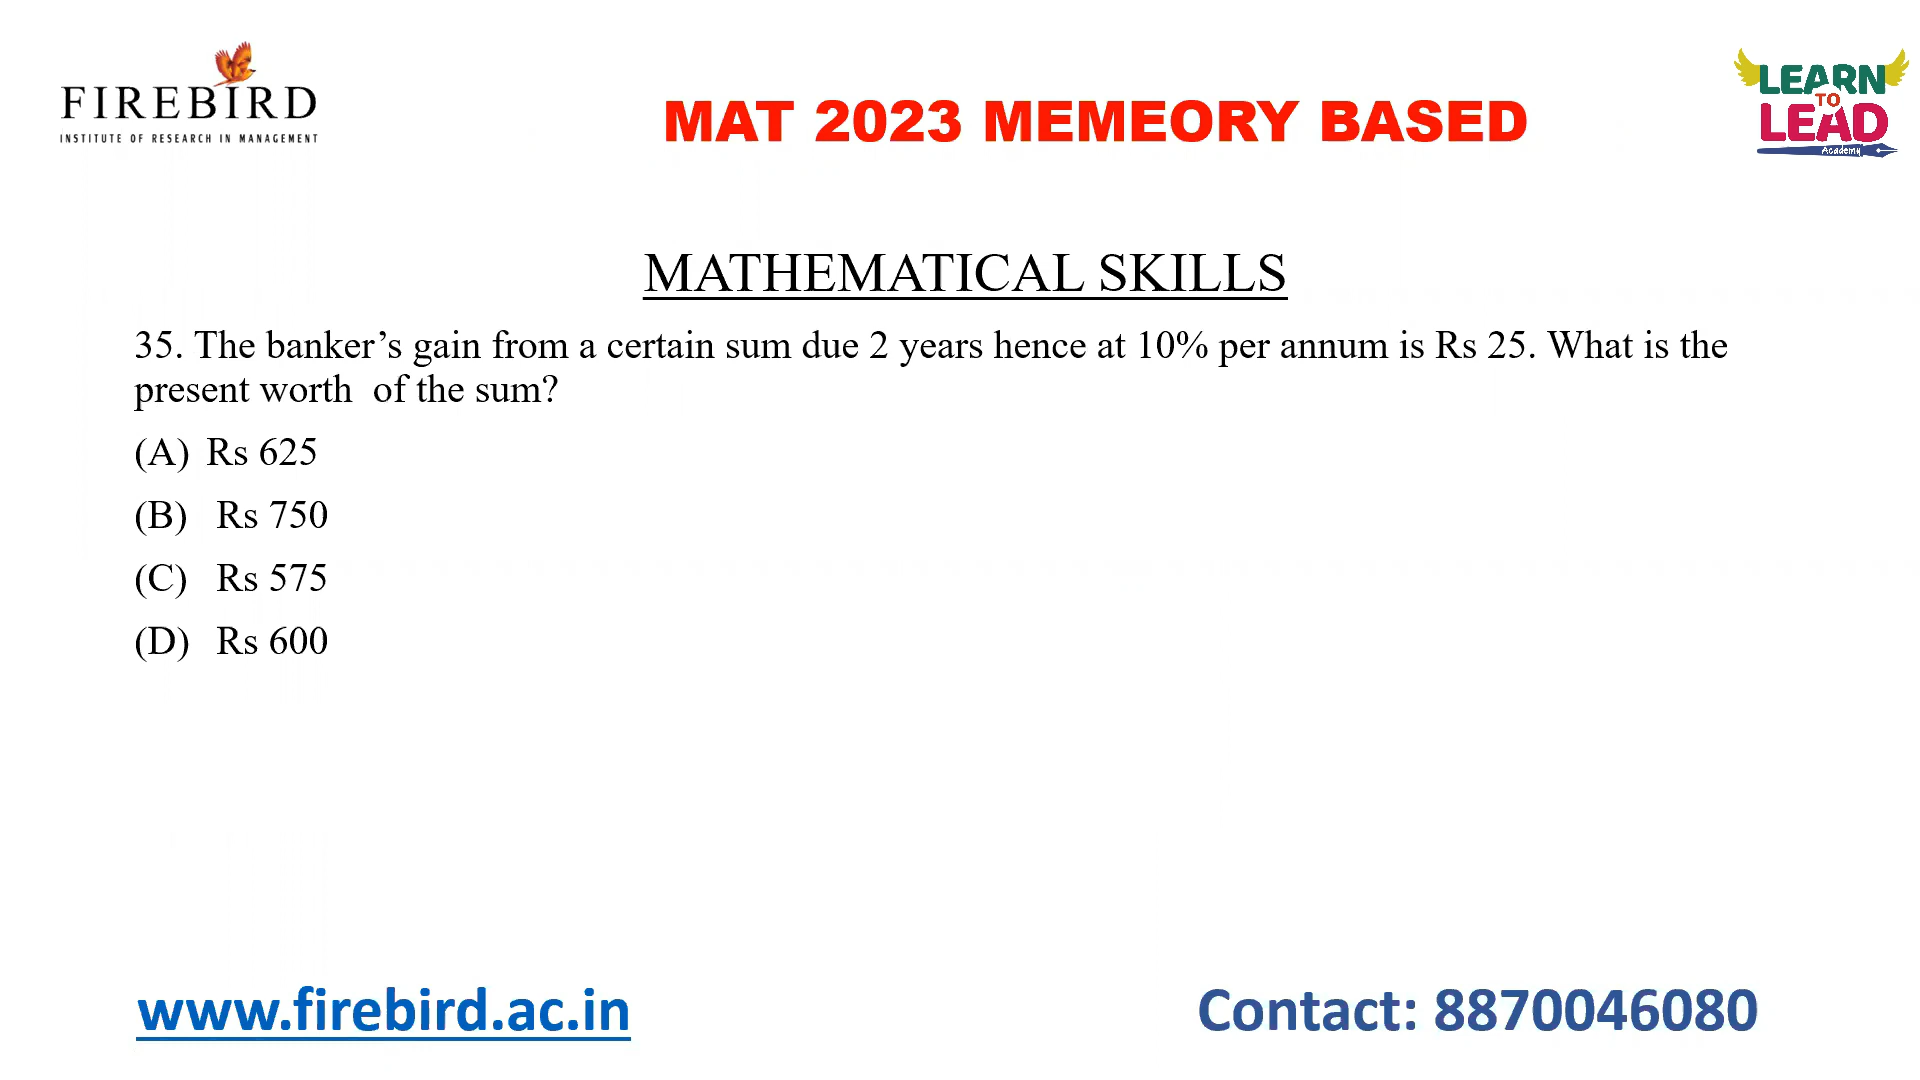 FIREBIRD
INSTITUTE OF RESEARCH IN MANAGEMENT
MAT 2023 MEMEORY BASED
LEARN
TO
LEAD
Academy
MATHEMATICAL SKILLS
35. The banker’s gain from a certain sum due 2 years hence at 10% per annum is Rs 25. What is the
present worth  of the sum?
(A) Rs 625
(B) Rs 750
(C) Rs 575
(D) Rs 600
www.firebird.ac.in
Contact: 8870046080